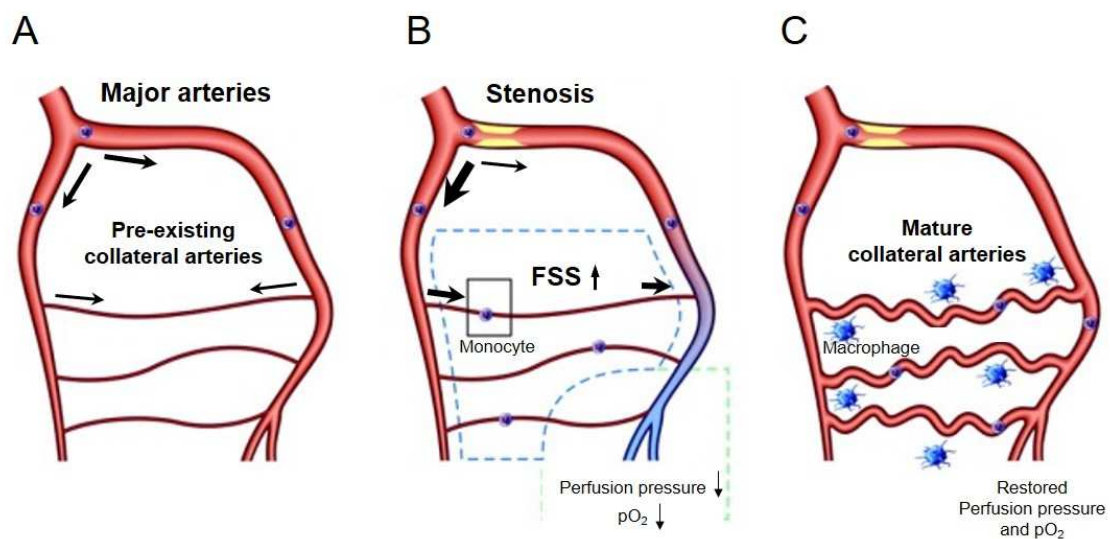 A
Major arteries
Pre-existing
collateral arteries
B
Stenosis
FSS
Monocyte
Perfusion pressure
pO₂
C
Mature
collateral arteries
Macrophage
Restored
Perfusion pressure
and pO₂